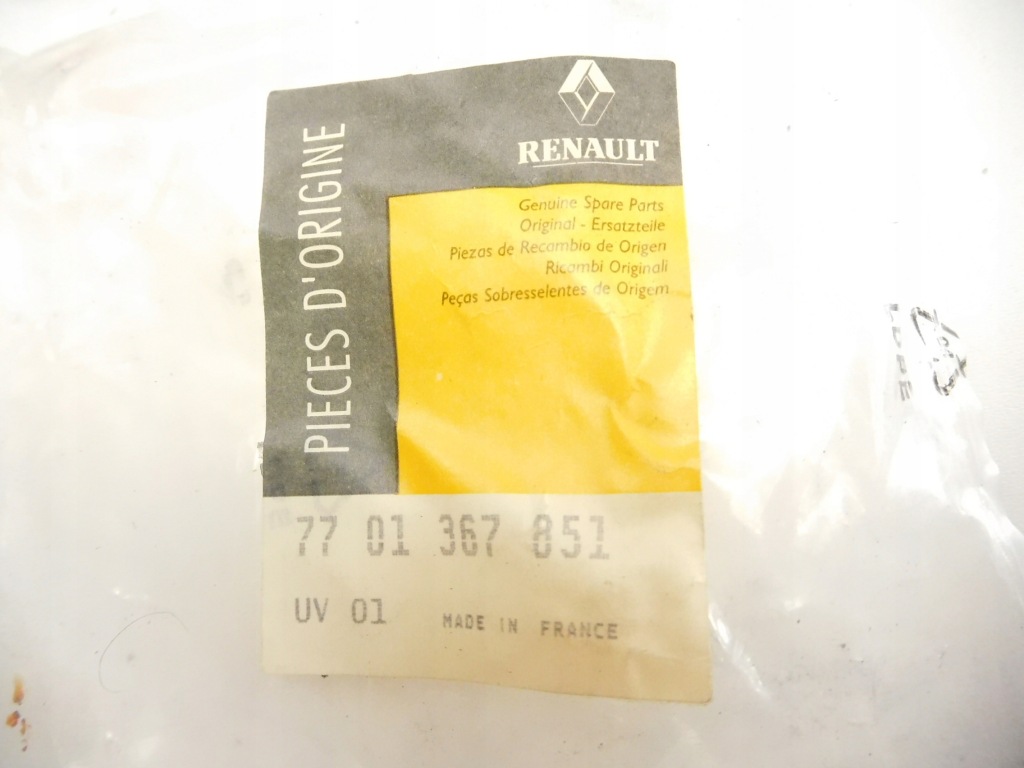 RENAULT
PIECES D'ORIGINE
Genuine Spare Parts
Original - Ersatzteile
Piezas de Recambio de Origen
Ricambi Originali
Peças Sobresselentes de Origem
77 01 367 851
UV 01
MADE IN FRANCE